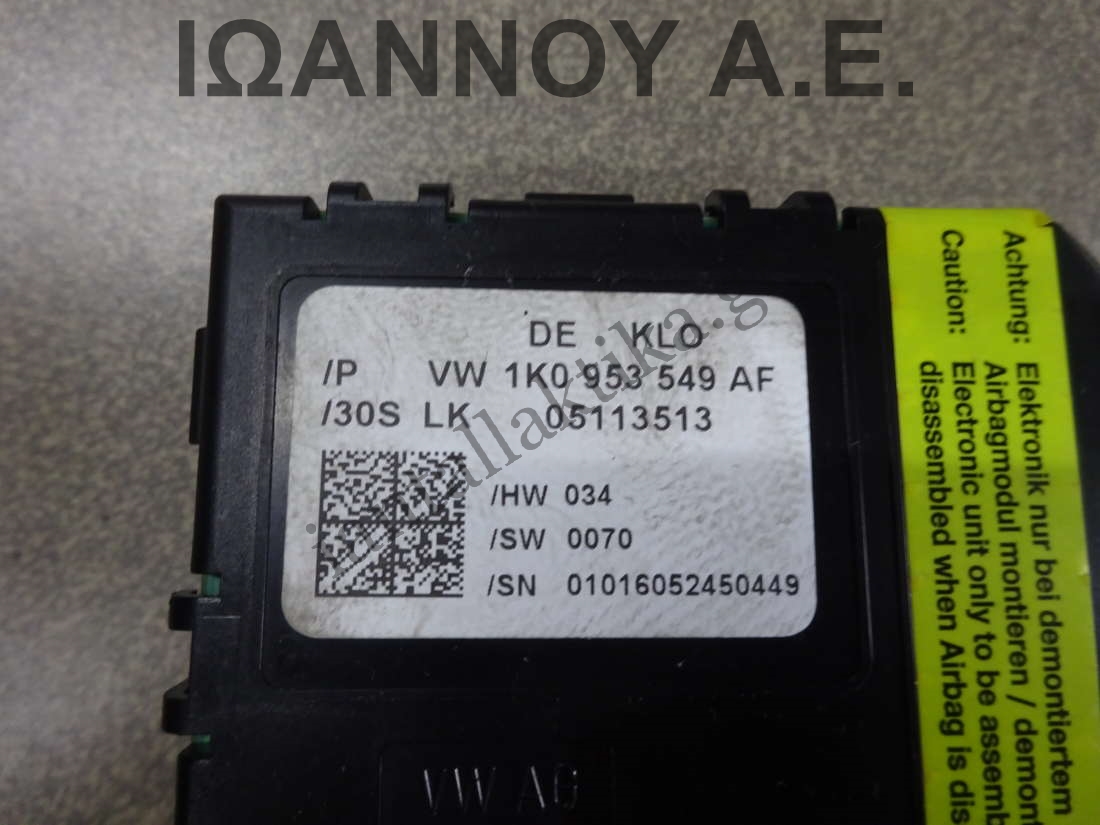 ΙΩΑΝΝΟΥ Α.Ε.
DE KLO
/P VW 1K0 953 549 AF
/30S LK 05113513
/HW 034
/SW 0070
/SN 01016052450449
VW AG
Achtung: Elektronik nur bei demontiertem
Airbagmodul montieren / demont
Caution: Electronic unit only to be assemb
disassembled when Airbag is dis